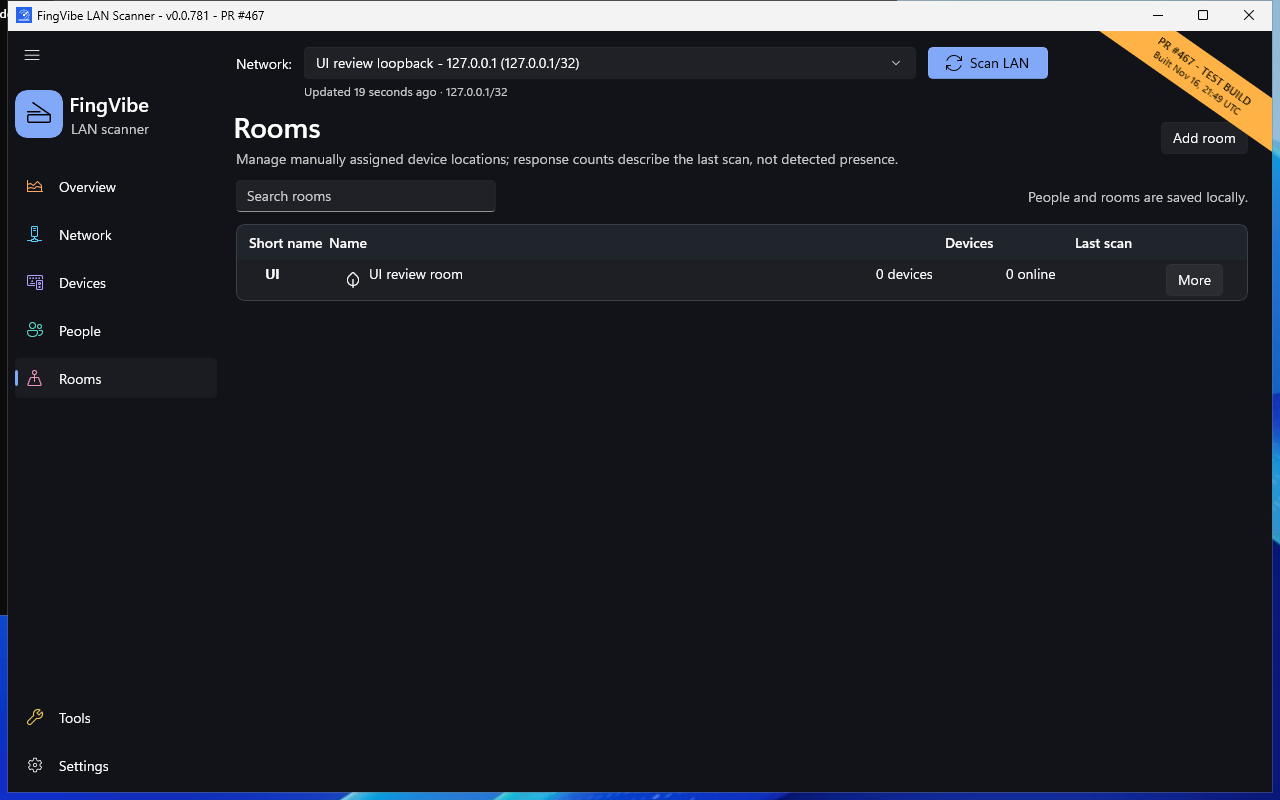 FingVibe LAN Scanner - v0.0.781 - PR #467
Network:
UI review loopback - 127.0.0.1 (127.0.0.1/32)
Scan LAN
Updated 19 seconds ago · 127.0.0.1/32
PR #467 - TEST BUILD
Built Nov 16, 21:49 UTC
FingVibe
LAN scanner
Overview
Network
Devices
People
Rooms
Tools
Settings
Rooms
Add room
Manage manually assigned device locations; response counts describe the last scan, not detected presence.
Search rooms
People and rooms are saved locally.
Short name Name Devices Last scan
UI UI review room 0 devices 0 online More